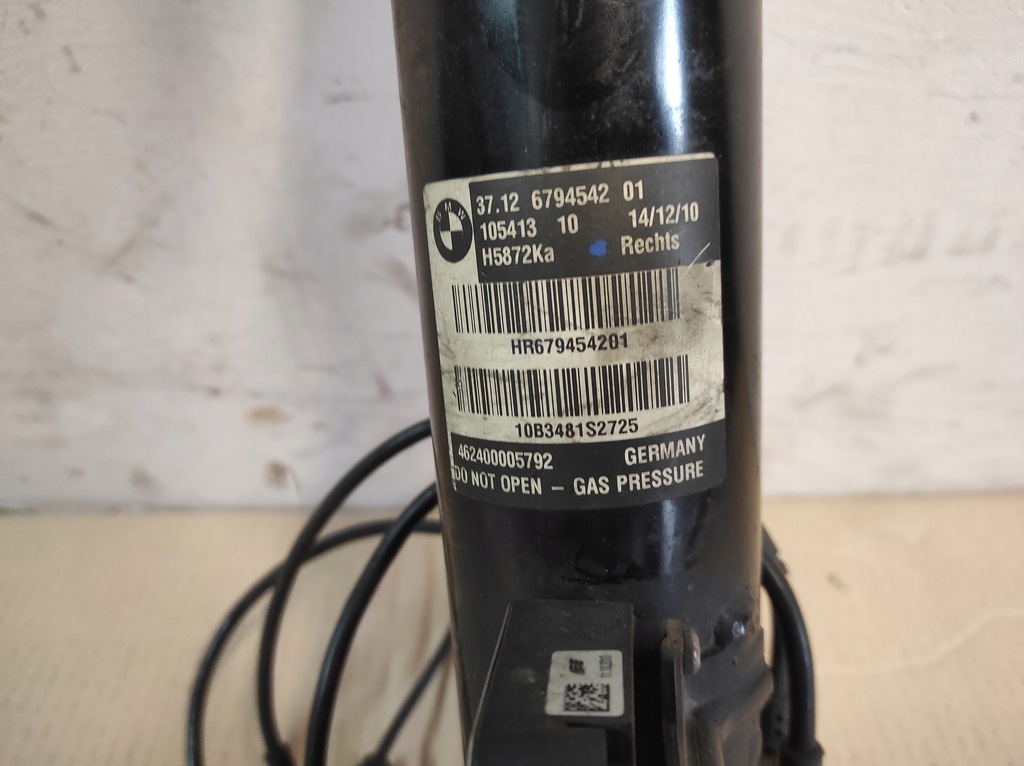 BMW
37.12 6794542 01
105413 10 14/12/10
H5872Ka Rechts
HR679454201
10B3481S2725
462400005792 GERMANY
DO NOT OPEN – GAS PRESSURE